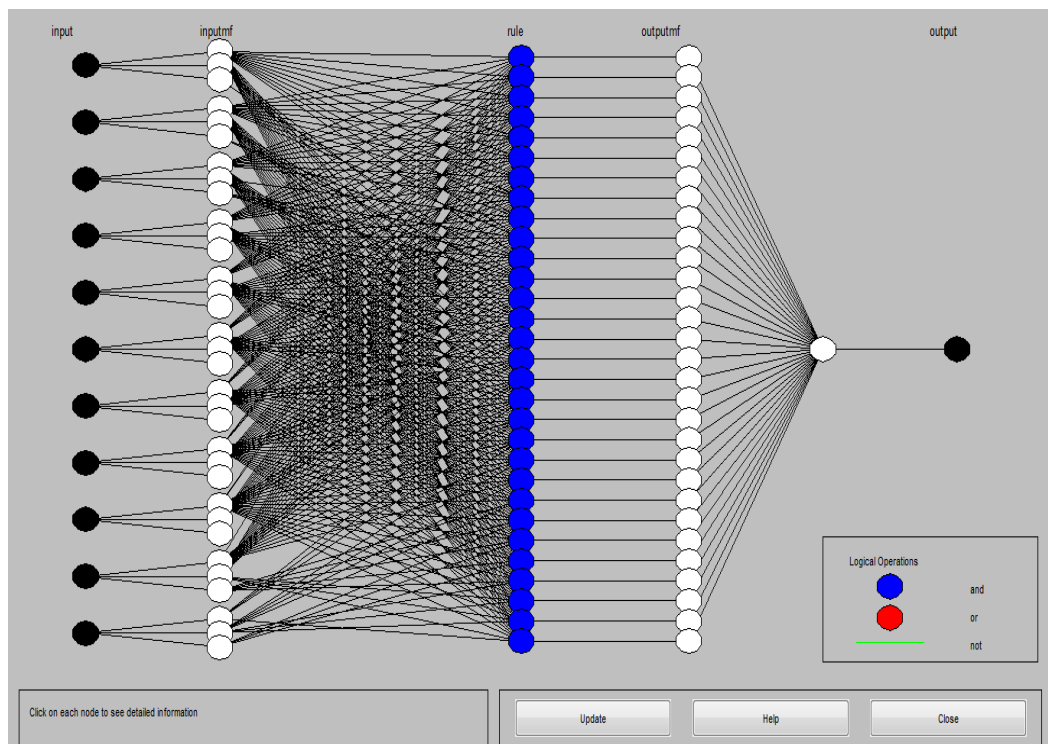 input
inputmf
rule
outputmf
output
Logical Operations
and
or
not
Click on each node to see detailed information
Update
Help
Close